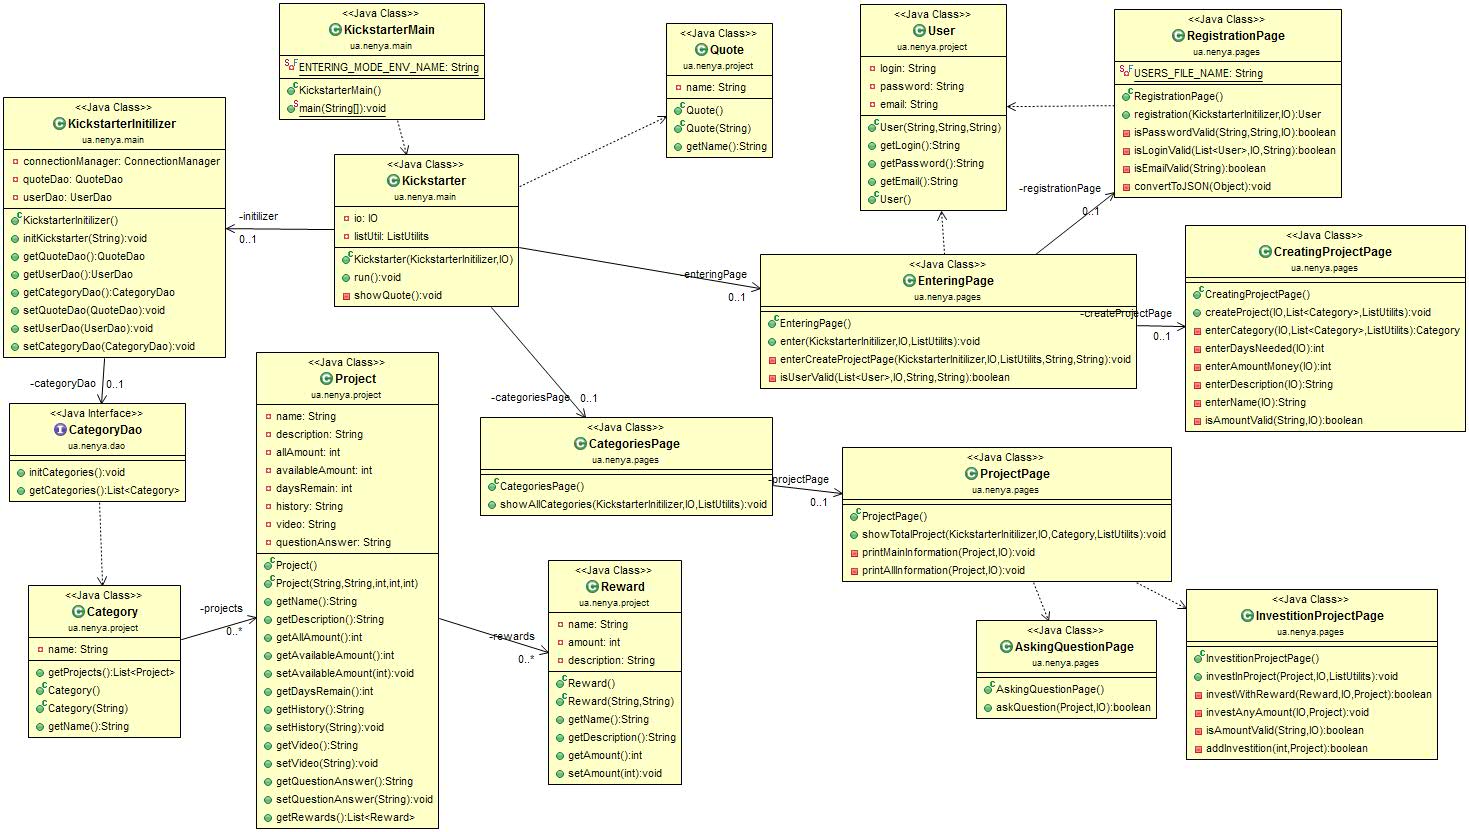 <<Java Class>>
KickstarterMain
ua.nenya.main
ENTERING_MODE_ENV_NAME: String
KickstarterMain()
main(String[]):void
<<Java Class>>
Quote
ua.nenya.project
name: String
Quote()
Quote(String)
getName():String
<<Java Class>>
User
ua.nenya.project
login: String
password: String
email: String
User(String,String,String)
getLogin():String
getPassword():String
getEmail():String
User()
<<Java Class>>
RegistrationPage
ua.nenya.pages
USERS_FILE_NAME: String
RegistrationPage()
registration(KickstarterInitilizer,IO):User
isPasswordValid(String,String,IO):boolean
isLoginValid(List<User>,IO,String):boolean
isEmailValid(String):boolean
convertToJSON(Object):void
<<Java Class>>
KickstarterInitilizer
ua.nenya.main
connectionManager: ConnectionManager
quoteDao: QuoteDao
userDao: UserDao
KickstarterInitilizer()
initKickstarter(String):void
getQuoteDao():QuoteDao
getUserDao():UserDao
getCategoryDao():CategoryDao
setQuoteDao(QuoteDao):void
setUserDao(UserDao):void
setCategoryDao(CategoryDao):void
<<Java Class>>
Kickstarter
ua.nenya.main
io: IO
listUtil: ListUtilits
Kickstarter(KickstarterInitilizer,IO)
run():void
showQuote():void
-initilizer
0..1
-enteringPage
0..1
-registrationPage
0..1
<<Java Class>>
EnteringPage
ua.nenya.pages
EnteringPage()
enter(KickstarterInitilizer,IO,ListUtilits):void
enterCreateProjectPage(KickstarterInitilizer,IO,ListUtilits,String,String):void
isUserValid(List<User>,IO,String,String):boolean
-createProjectPage
0..1
<<Java Class>>
CreatingProjectPage
ua.nenya.pages
CreatingProjectPage()
createProject(IO,List<Category>,ListUtilits):void
enterCategory(IO,List<Category>,ListUtilits):Category
enterDaysNeeded(IO):int
enterAmountMoney(IO):int
enterDescription(IO):String
enterName(IO):String
isAmountValid(String,IO):boolean
-categoryDao
0..1
<<Java Interface>>
CategoryDao
ua.nenya.dao
initCategories():void
getCategories():List<Category>
<<Java Class>>
Project
ua.nenya.project
name: String
description: String
allAmount: int
availableAmount: int
daysRemain: int
history: String
video: String
questionAnswer: String
Project()
Project(String,String,int,int,int)
getName():String
getDescription():String
getAllAmount():int
getAvailableAmount():int
setAvailableAmount(int):void
getDaysRemain():int
getHistory():String
setHistory(String):void
getVideo():String
setVideo(String):void
getQuestionAnswer():String
setQuestionAnswer(String):void
getRewards():List<Reward>
-categoriesPage
0..1
<<Java Class>>
CategoriesPage
ua.nenya.pages
CategoriesPage()
showAllCategories(KickstarterInitilizer,IO,ListUtilits):void
-projectPage
0..1
<<Java Class>>
ProjectPage
ua.nenya.pages
ProjectPage()
showTotalProject(KickstarterInitilizer,IO,Category,ListUtilits):void
printMainInformation(Project,IO):void
printAllInformation(Project,IO):void
<<Java Class>>
Category
ua.nenya.project
name: String
getProjects():List<Project>
Category()
Category(String)
getName():String
-projects
0..*
-rewards
0..*
<<Java Class>>
Reward
ua.nenya.project
name: String
amount: int
description: String
Reward()
Reward(String,String)
getName():String
getDescription():String
getAmount():int
setAmount(int):void
<<Java Class>>
AskingQuestionPage
ua.nenya.pages
AskingQuestionPage()
askQuestion(Project,IO):boolean
<<Java Class>>
InvestitionProjectPage
ua.nenya.pages
InvestitionProjectPage()
investInProject(Project,IO,ListUtilits):void
investWithReward(Reward,IO,Project):boolean
investAnyAmount(IO,Project):void
isAmountValid(String,IO):boolean
addInvestition(int,Project):boolean